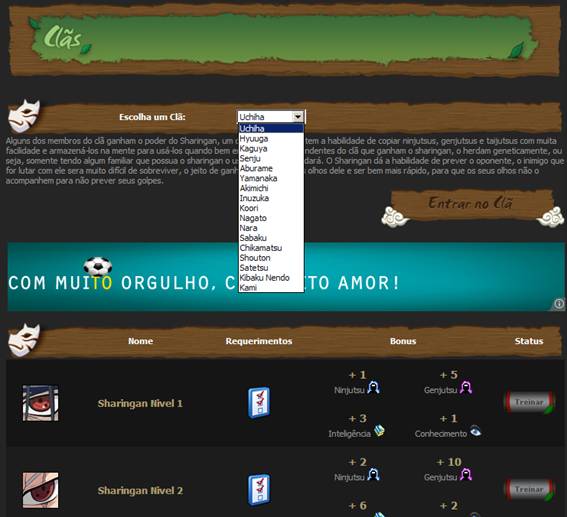 Clãs
Escolha um Clã:
Uchiha
Uchiha
Hyuuga
Kaguya
Senju
Aburame
Yamanaka
Akimichi
Inuzuka
Koori
Nagato
Nara
Sabaku
Chikamatsu
Shouton
Satetsu
Kibaku Nendo
Kami
Alguns dos membros do clã ganham o poder do Sharingan, um tem a habilidade de copiar ninjutsus, genjutsus e taijutsus com muita
facilidade e armazená-los na mente para usá-los quando bem en ndentes do clã que ganham o sharingan, o herdam geneticamente, ou
seja, somente tendo algum familiar que possua o sharingan o us dará. O Sharingan dá a habilidade de prever o oponente, o inimigo que
for lutar com ele sera muito difícil de sobreviver, o jeito de ganh olhos dele e ser bem mais rápido, para que os seus olhos não o
acompanhem para não prever seus golpes.
Entrar no Clã
COM MUITO ORGULHO, C ITO AMOR!
Nome Requerimentos Bonus Status
Sharingan Nivel 1
+ 1 + 5
Ninjutsu Genjutsu
+ 3 + 1
Inteligência Conhecimento
Treinar
Sharingan Nivel 2
+ 2 + 10
Ninjutsu Genjutsu
+ 6 + 2
Treinar